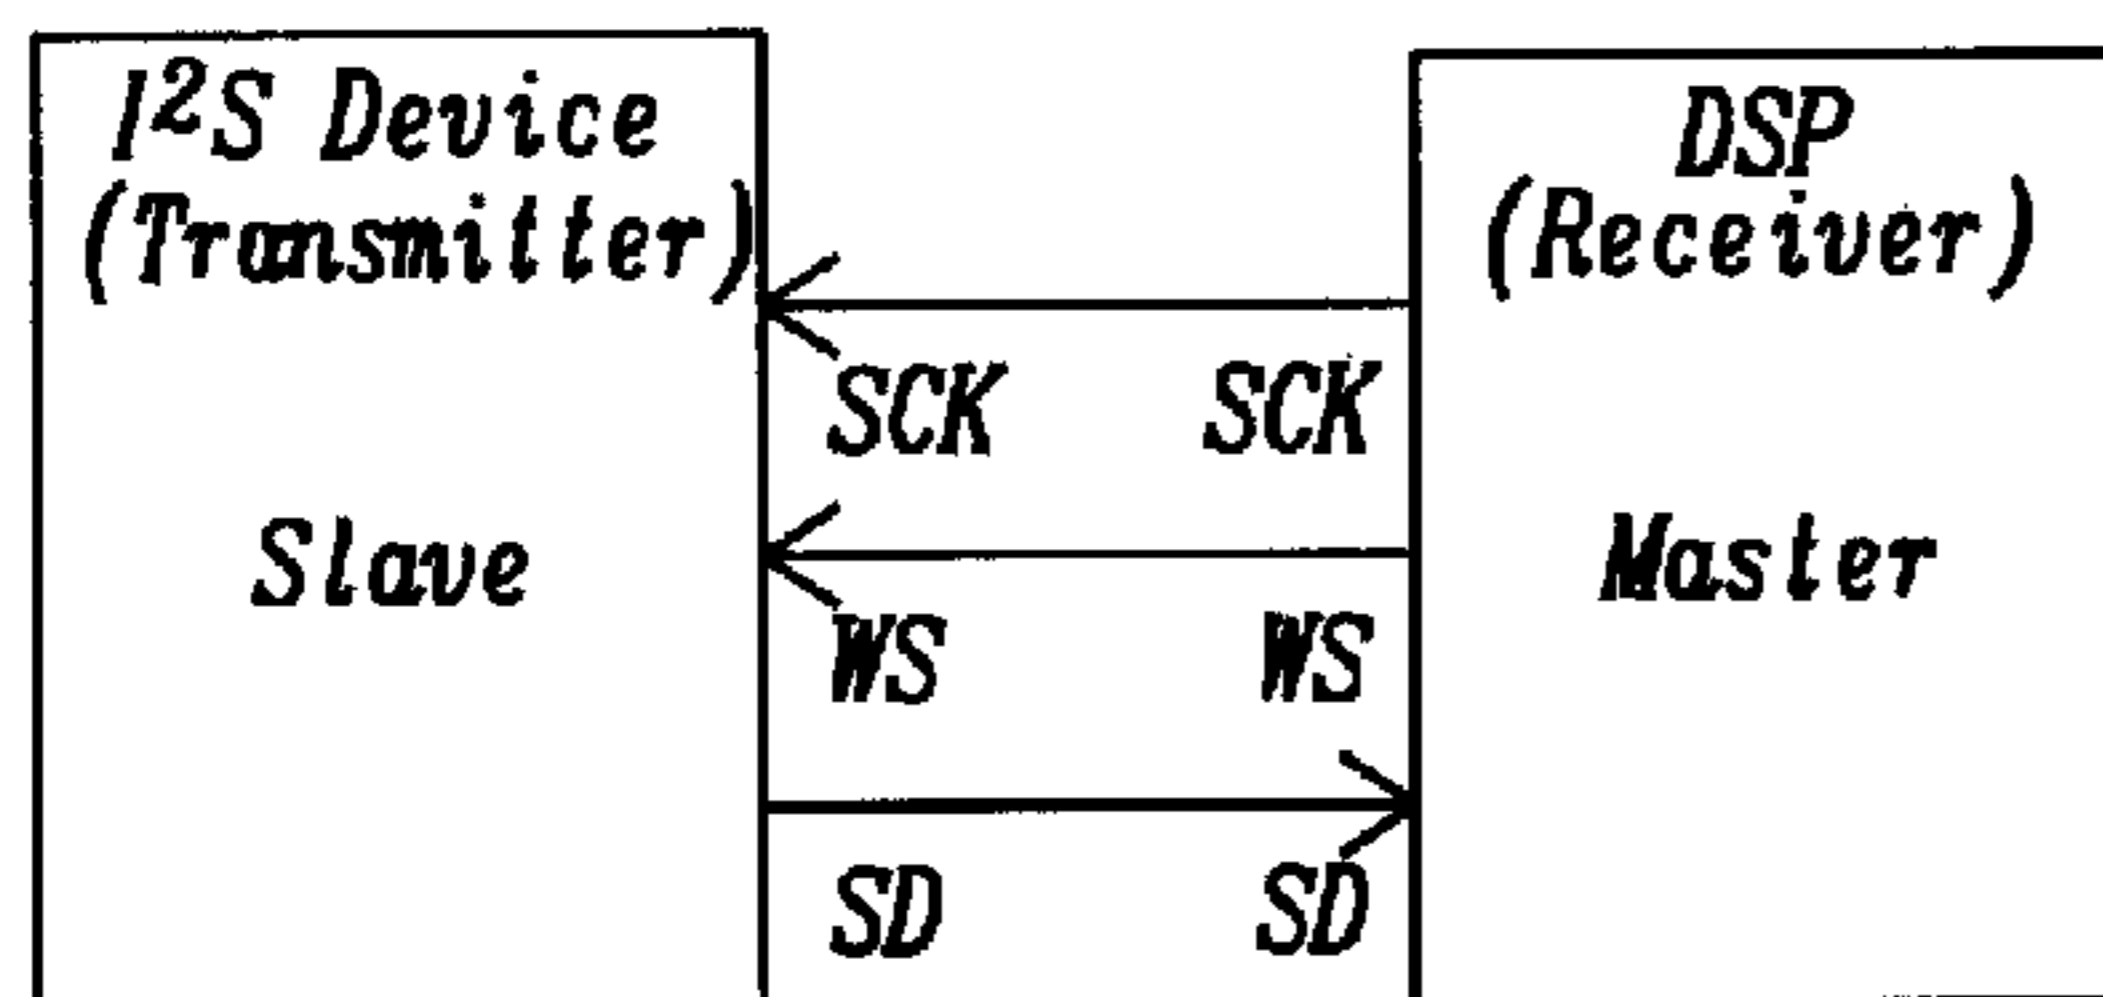 I²S Device
(Transmitter)
DSP
(Receiver)
SCK SCK
Slave
Master
WS WS
SD SD